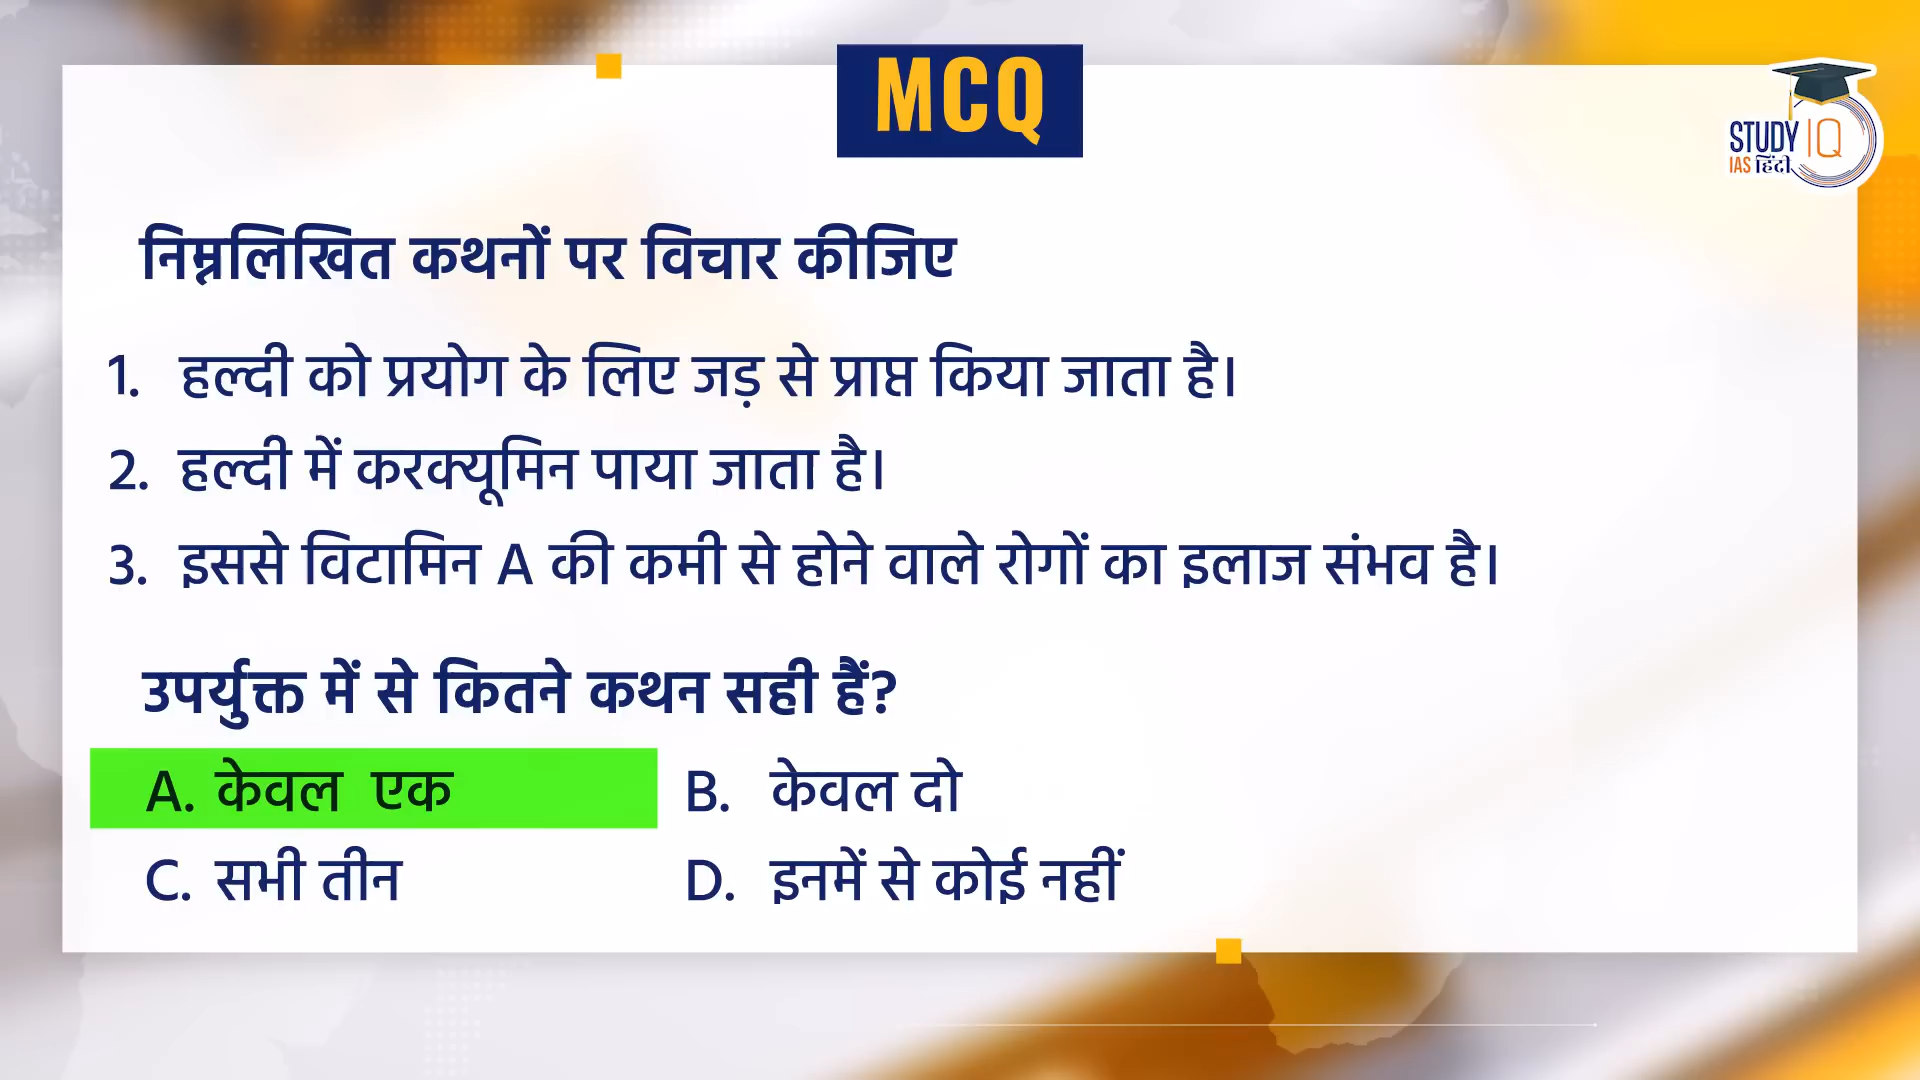 MCQ
STUDY IQ
IAS हिंदी
निम्नलिखित कथनों पर विचार कीजिए
1. हल्दी को प्रयोग के लिए जड़ से प्राप्त किया जाता है।
2. हल्दी में करक्यूमिन पाया जाता है।
3. इससे विटामिन A की कमी से होने वाले रोगों का इलाज संभव है।
उपर्युक्त में से कितने कथन सही हैं?
A. केवल एक B. केवल दो
C. सभी तीन D. इनमें से कोई नहीं